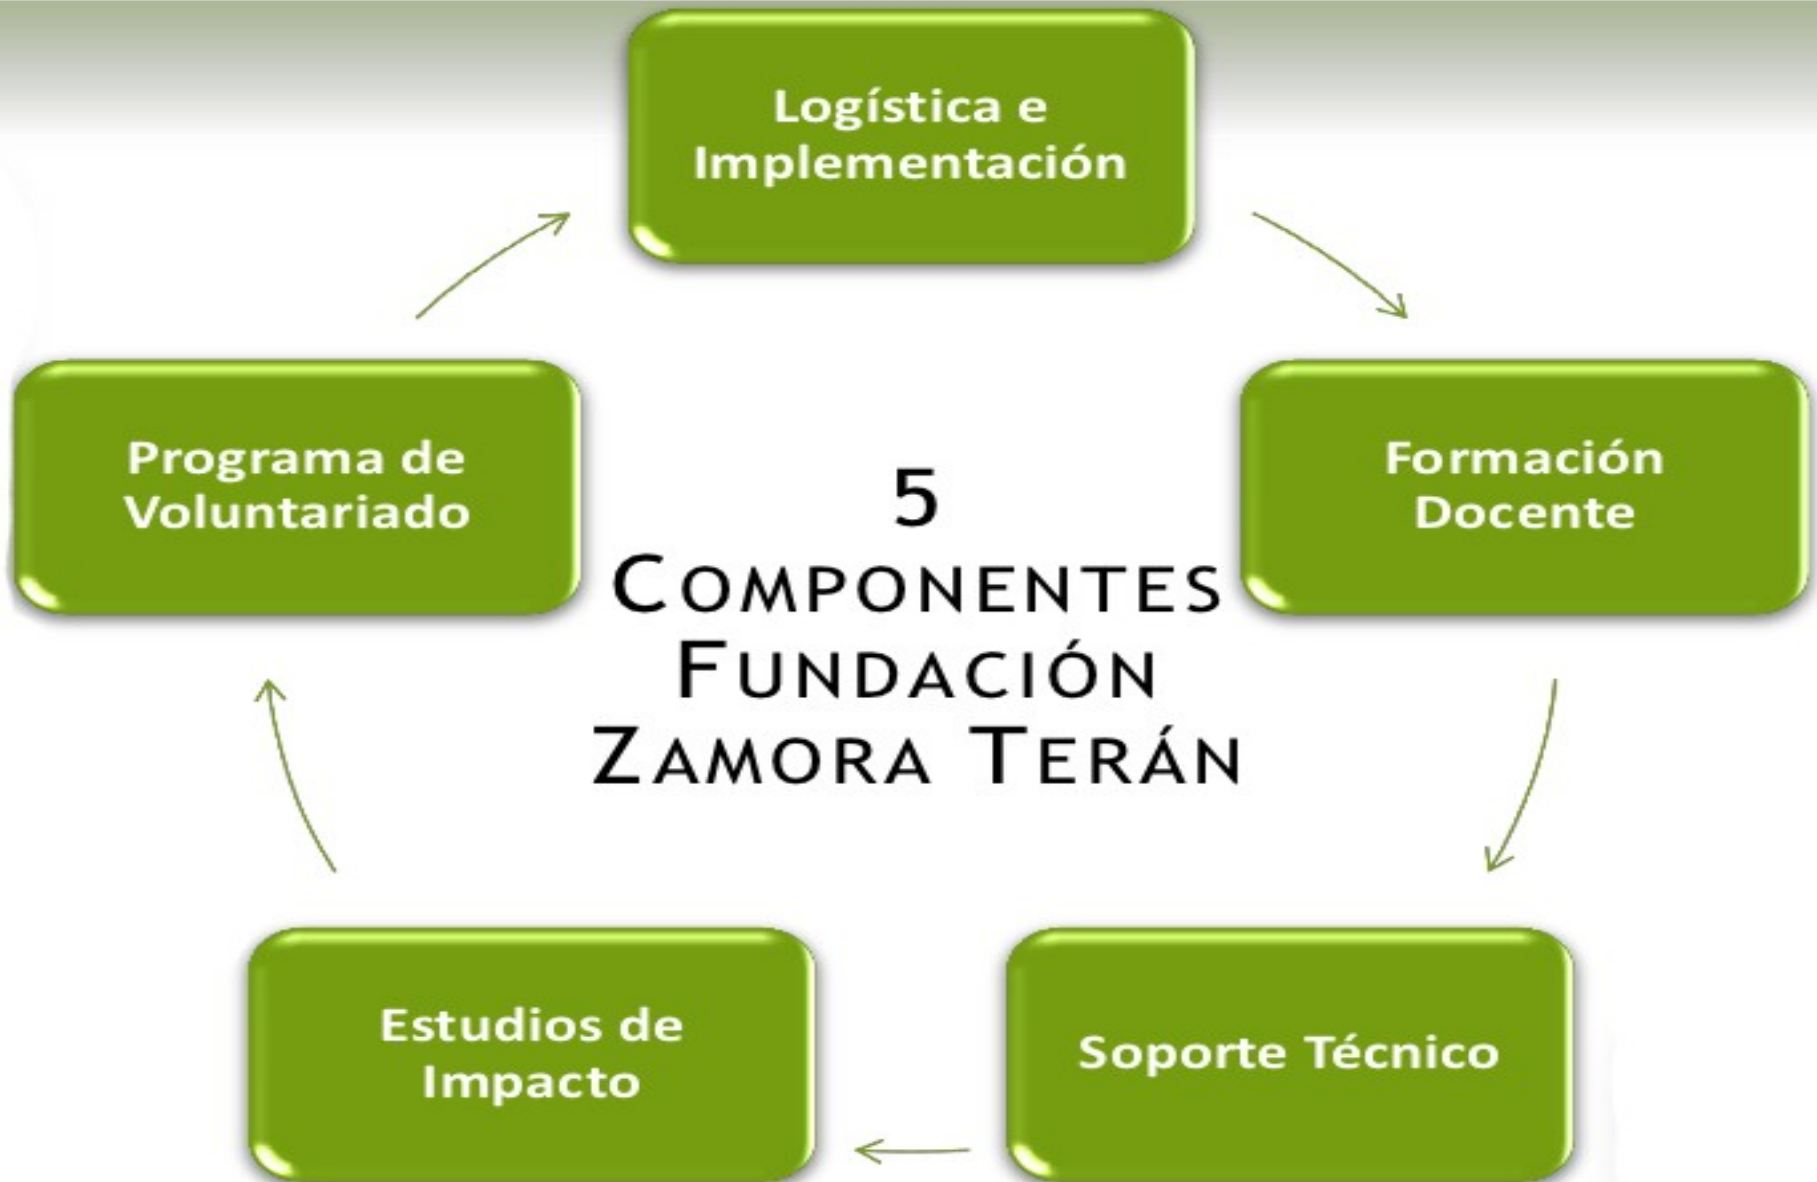 Logística e
Implementación
Formación
Docente
Soporte Técnico
Estudios de
Impacto
Programa de
Voluntariado
5
COMPONENTES
FUNDACIÓN
ZAMORA TERÁN